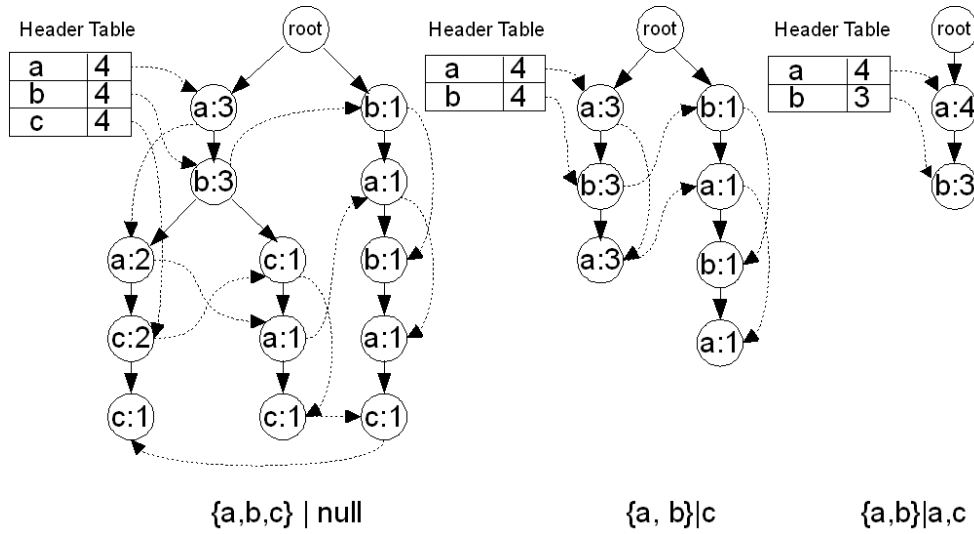 Header Table
a 4
b 4
c 4
root
a:3
b:1
b:3
a:1
a:2
c:1
b:1
c:2
a:1
a:1
c:1
c:1
c:1
{a,b,c} | null
Header Table
a 4
b 4
root
a:3
b:1
b:3
a:1
a:3
b:1
a:1
{a, b}|c
Header Table
a 4
b 3
root
a:4
b:3
{a,b}|a,c